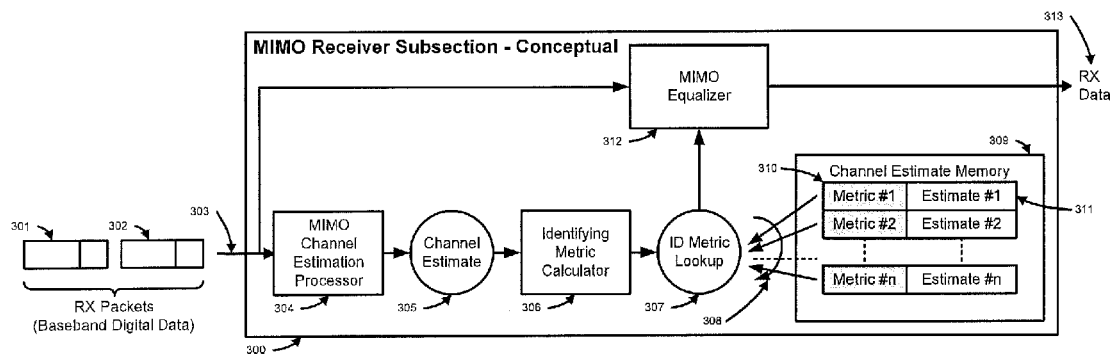 313
MIMO Receiver Subsection - Conceptual
RX
Data
MIMO
Equalizer
312
309
310
Channel Estimate Memory
Metric #1 Estimate #1
311
Metric #2 Estimate #2
Metric #n Estimate #n
301
302
303
MIMO
Channel
Estimation
Processor
Channel
Estimate
Identifying
Metric
Calculator
ID Metric
Lookup
304
305
306
307
308
RX Packets
(Baseband Digital Data)
300